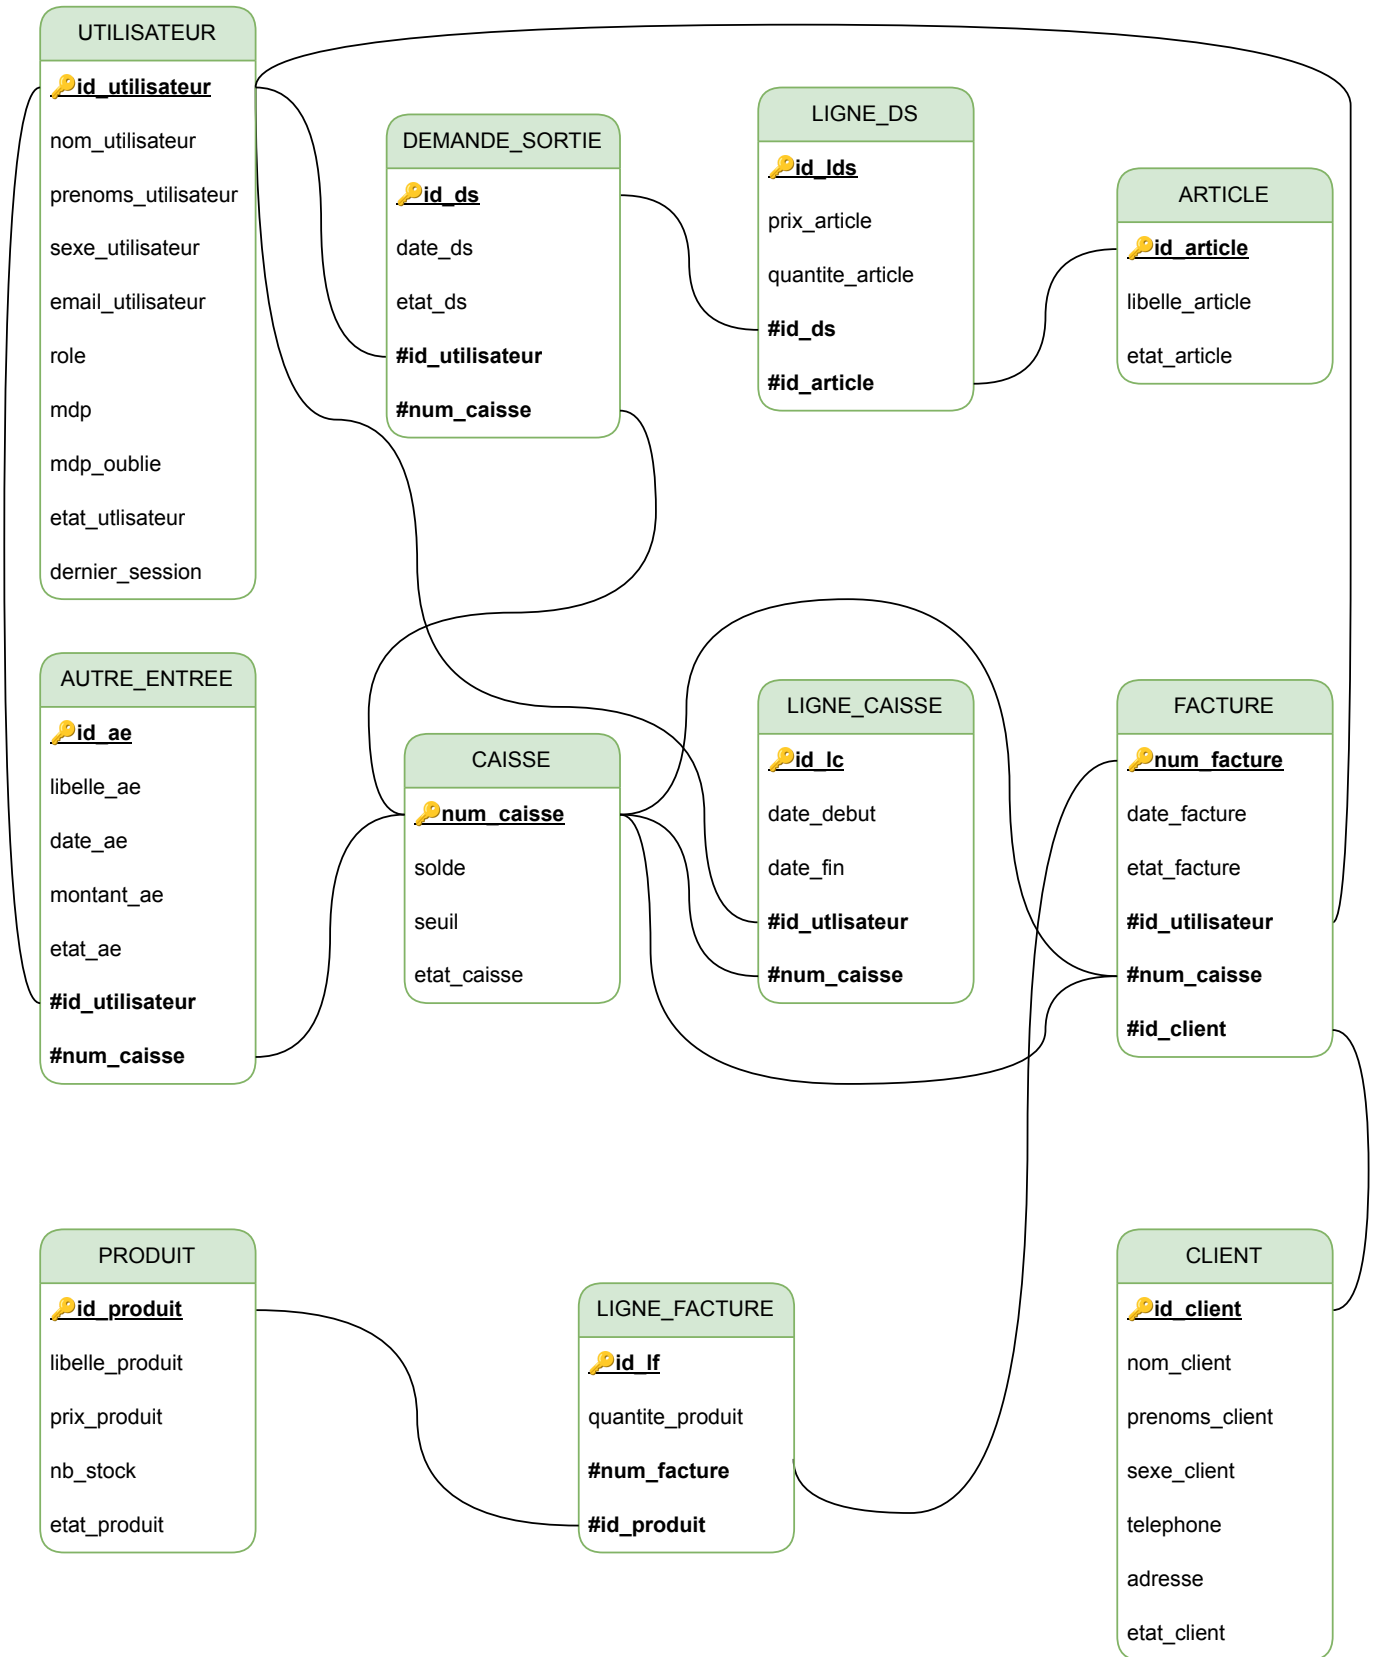 UTILISATEUR
🔑id_utilisateur
nom_utilisateur
prenoms_utilisateur
sexe_utilisateur
email_utilisateur
role
mdp
mdp_oublie
etat_utlisateur
dernier_session
DEMANDE_SORTIE
🔑id_ds
date_ds
etat_ds
#id_utilisateur
#num_caisse
LIGNE_DS
🔑id_lds
prix_article
quantite_article
#id_ds
#id_article
ARTICLE
🔑id_article
libelle_article
etat_article
AUTRE_ENTREE
🔑id_ae
libelle_ae
date_ae
montant_ae
etat_ae
#id_utilisateur
#num_caisse
CAISSE
🔑num_caisse
solde
seuil
etat_caisse
LIGNE_CAISSE
🔑id_lc
date_debut
date_fin
#id_utlisateur
#num_caisse
FACTURE
🔑num_facture
date_facture
etat_facture
#id_utilisateur
#num_caisse
#id_client
PRODUIT
🔑id_produit
libelle_produit
prix_produit
nb_stock
etat_produit
LIGNE_FACTURE
🔑id_lf
quantite_produit
#num_facture
#id_produit
CLIENT
🔑id_client
nom_client
prenoms_client
sexe_client
telephone
adresse
etat_client